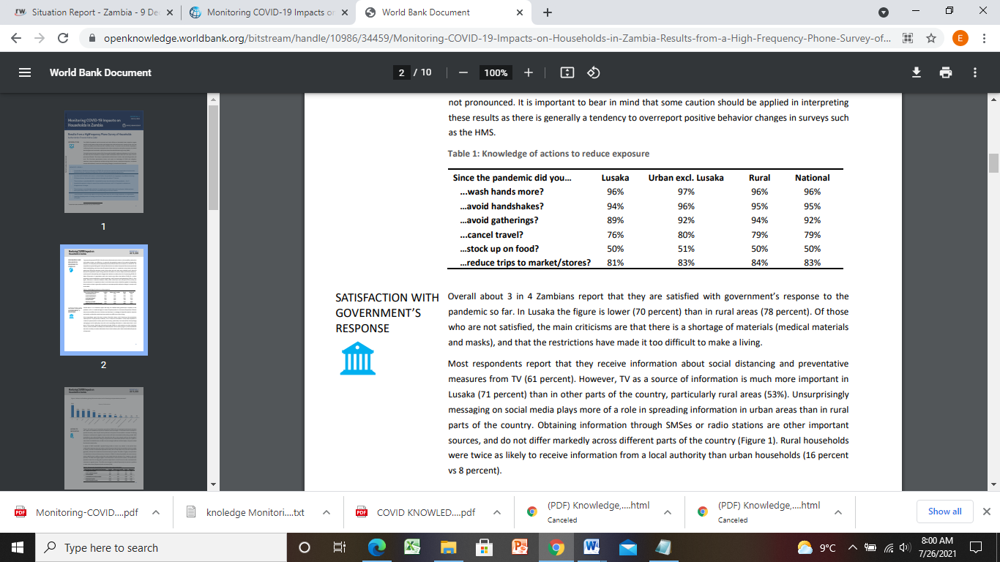 Situation Report - Zambia - 9 De
Monitoring COVID-19 Impacts on
World Bank Document
openknowledge.worldbank.org/bitstream/handle/10986/34459/Monitoring-COVID-19-Impacts-on-Households-in-Zambia-Results-from-a-High-Frequency-Phone-Survey-of...
E
World Bank Document
2 / 10
100%
Monitoring COVID-19 Impacts on
Households in Zambia
1
2
not pronounced. It is important to bear in mind that some caution should be applied in interpreting
these results as there is generally a tendency to overreport positive behavior changes in surveys such
as the HMS.
Table 1: Knowledge of actions to reduce exposure
Since the pandemic did you... Lusaka Urban excl. Lusaka Rural National
...wash hands more? 96% 97% 96% 96%
...avoid handshakes? 94% 96% 95% 95%
...avoid gatherings? 89% 92% 94% 92%
...cancel travel? 76% 80% 79% 79%
...stock up on food? 50% 51% 50% 50%
...reduce trips to market/stores? 81% 83% 84% 83%
SATISFACTION WITH
GOVERNMENT'S
RESPONSE
Overall about 3 in 4 Zambians report that they are satisfied with government's response to the
pandemic so far. In Lusaka the figure is lower (70 percent) than in rural areas (78 percent). Of those
who are not satisfied, the main criticisms are that there is a shortage of materials (medical materials
and masks), and that the restrictions have made it too difficult to make a living.
Most respondents report that they receive information about social distancing and preventative
measures from TV (61 percent). However, TV as a source of information is much more important in
Lusaka (71 percent) than in other parts of the country, particularly rural areas (53%). Unsurprisingly
messaging on social media plays more of a role in spreading information in urban areas than in rural
parts of the country. Obtaining information through SMSes or radio stations are other important
sources, and do not differ markedly across different parts of the country (Figure 1). Rural households
were twice as likely to receive information from a local authority than urban households (16 percent
vs 8 percent).
Monitoring-COVID....pdf
knoledge Monitori....txt
COVID KNOWLED....pdf
(PDF) Knowledge,....html
Canceled
(PDF) Knowledge,....html
Canceled
Show all
Type here to search
9°C
8:00 AM
7/26/2021